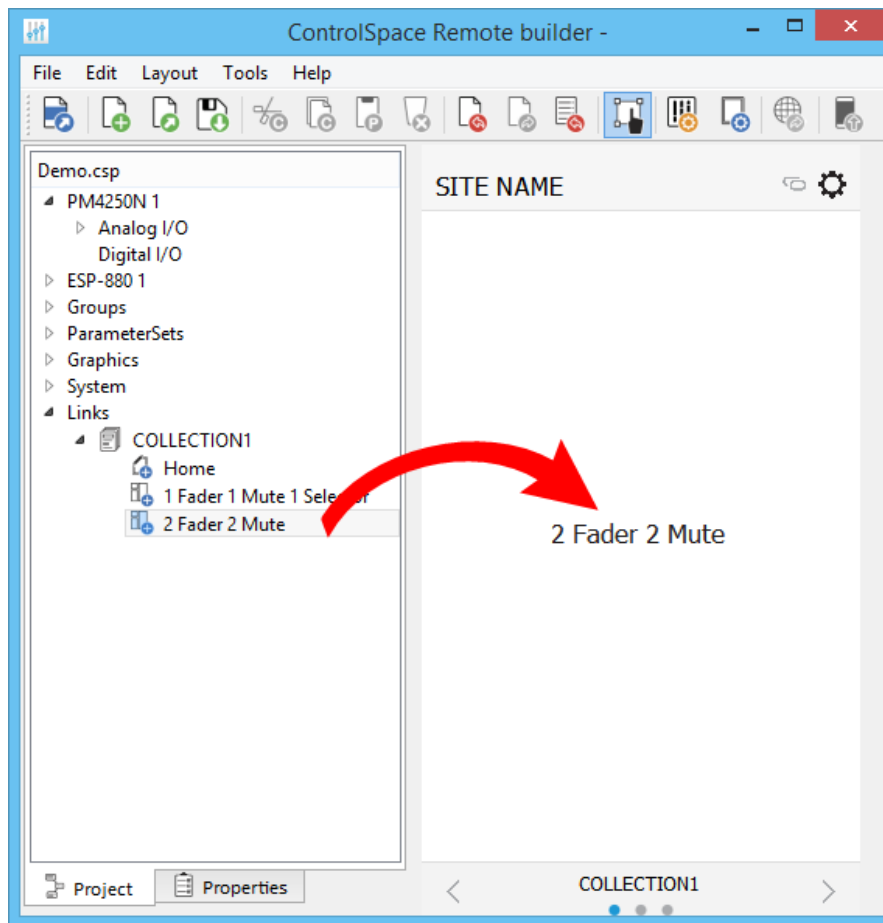 ControlSpace Remote builder -
File Edit Layout Tools Help
Demo.csp
PM4250N 1
Analog I/O
Digital I/O
ESP-880 1
Groups
ParameterSets
Graphics
System
Links
COLLECTION1
Home
1 Fader 1 Mute 1 Selector
2 Fader 2 Mute
Project
Properties
SITE NAME
2 Fader 2 Mute
COLLECTION1